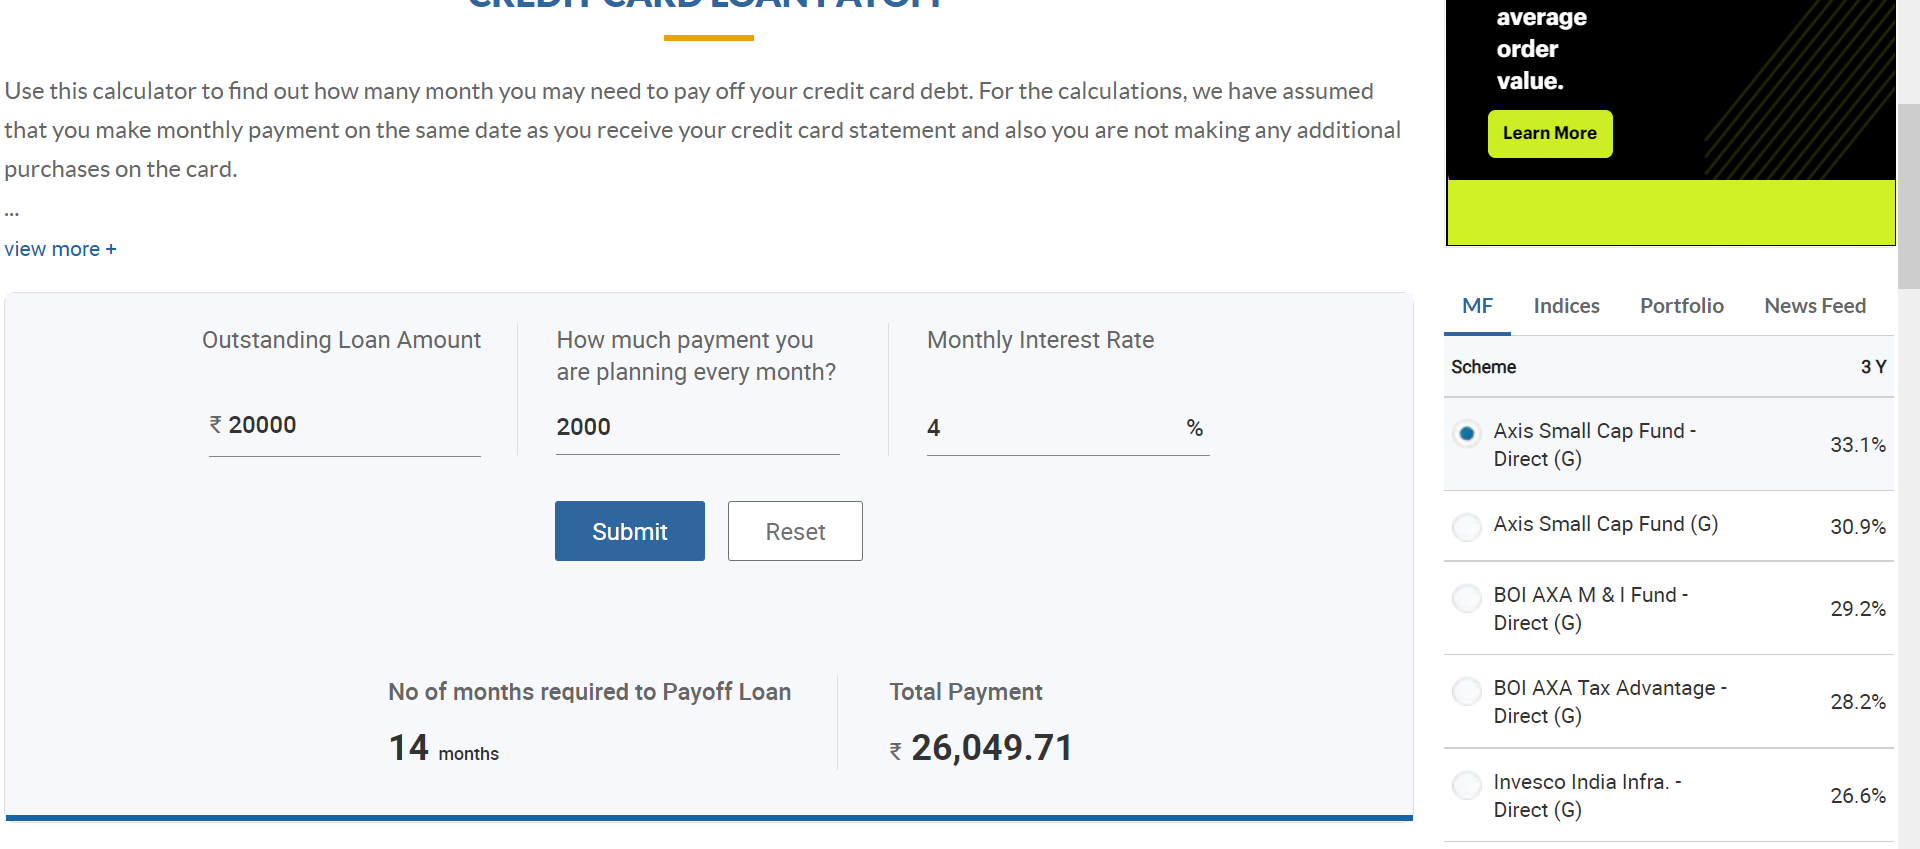 CREDIT CARD LOAN PAYOFF
Use this calculator to find out how many month you may need to pay off your credit card debt. For the calculations, we have assumed
that you make monthly payment on the same date as you receive your credit card statement and also you are not making any additional
purchases on the card.
...
view more +
Outstanding Loan Amount
₹ 20000
How much payment you
are planning every month?
2000
Monthly Interest Rate
4 %
Submit
Reset
No of months required to Payoff Loan
14 months
Total Payment
₹ 26,049.71
average
order
value.
Learn More
MF Indices Portfolio News Feed
Scheme 3 Y
Axis Small Cap Fund -
Direct (G) 33.1%
Axis Small Cap Fund (G) 30.9%
BOI AXA M & I Fund -
Direct (G) 29.2%
BOI AXA Tax Advantage -
Direct (G) 28.2%
Invesco India Infra. -
Direct (G) 26.6%